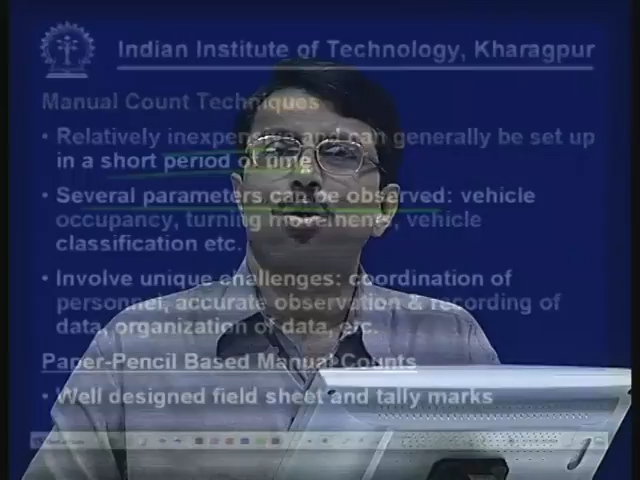 Indian Institute of Technology, Kharagpur
Manual Count Techniques
• Relatively inexpensive and can generally be set up
in a short period of time
• Several parameters can be observed: vehicle
occupancy, turning movements, vehicle
classification etc.
• Involve unique challenges: coordination of
personnel, accurate observation & recording of
data, organization of data, etc.
Paper-Pencil Based Manual Counts
• Well designed field sheet and tally marks